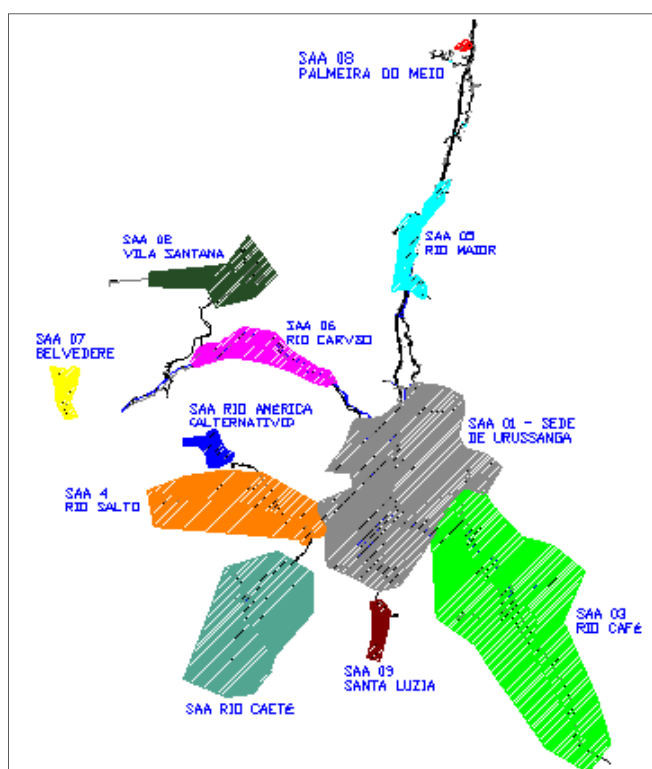 SAA 08
PALMEIRA DO MEIO
SAA 02
VILA SANTANA
SAA 05
RIO MAIOR
SAA 06
RIO CARVSO
SAA 07
BELVEDERE
SAA RIO AMÉRICA
(ALTERNATIVO)
SAA 01 - SEDE
DE URUSSANGA
SAA 4
RIO SALTO
SAA 03
RIO CAFÉ
SAA 09
SANTA LUZIA
SAA RIO CAETÉ